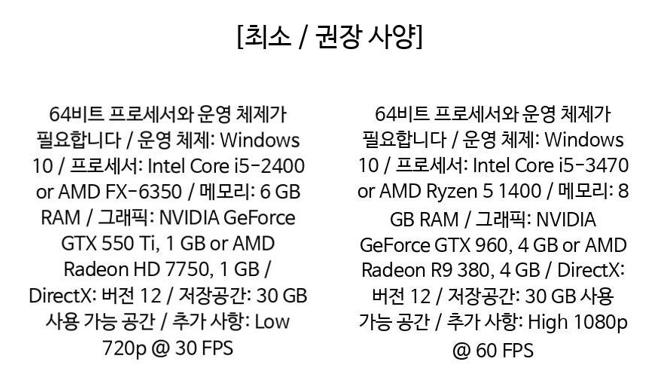 [최소 / 권장 사양]
64비트 프로세서와 운영 체제가
필요합니다 / 운영 체제: Windows
10 / 프로세서: Intel Core i5-2400
or AMD FX-6350 / 메모리: 6 GB
RAM / 그래픽: NVIDIA GeForce
GTX 550 Ti, 1 GB or AMD
Radeon HD 7750, 1 GB /
DirectX: 버전 12 / 저장공간: 30 GB
사용 가능 공간 / 추가 사항: Low
720p @ 30 FPS
64비트 프로세서와 운영 체제가
필요합니다 / 운영 체제: Windows
10 / 프로세서: Intel Core i5-3470
or AMD Ryzen 5 1400 / 메모리: 8
GB RAM / 그래픽: NVIDIA
GeForce GTX 960, 4 GB or AMD
Radeon R9 380, 4 GB / DirectX:
버전 12 / 저장공간: 30 GB 사용
가능 공간 / 추가 사항: High 1080p
@ 60 FPS